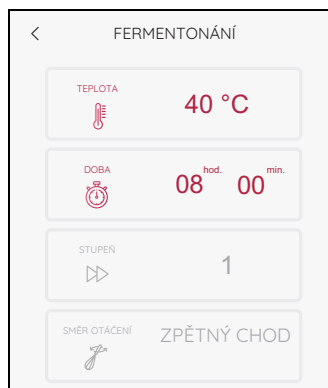 FERMENTONÁNÍ
TEPLOTA
40 °C
DOBA
08 hod. 00 min.
STUPEŇ
1
SMĚR OTÁČENÍ
ZPĚTNÝ CHOD